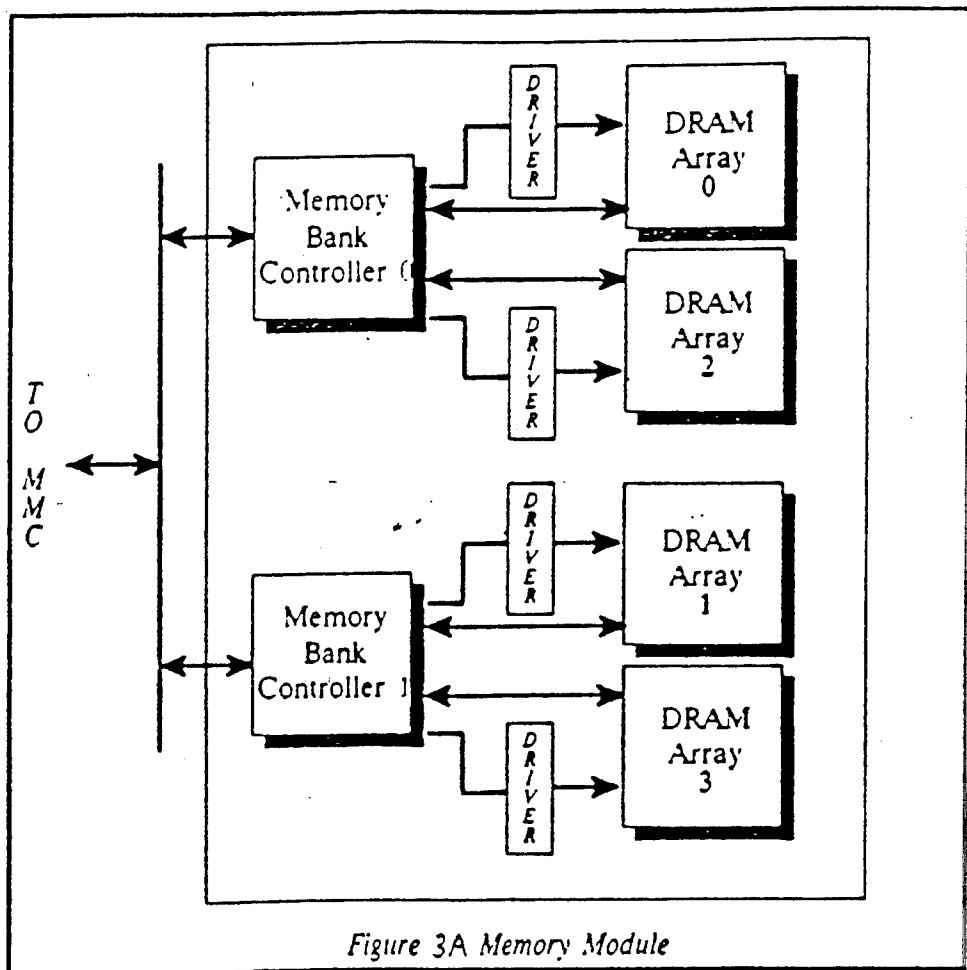 TO MMC
Memory
Bank
Controller 0
DRIVER
DRAM
Array
0
DRIVER
DRAM
Array
2
Memory
Bank
Controller 1
DRIVER
DRAM
Array
1
DRIVER
DRAM
Array
3
Figure 3A Memory Module